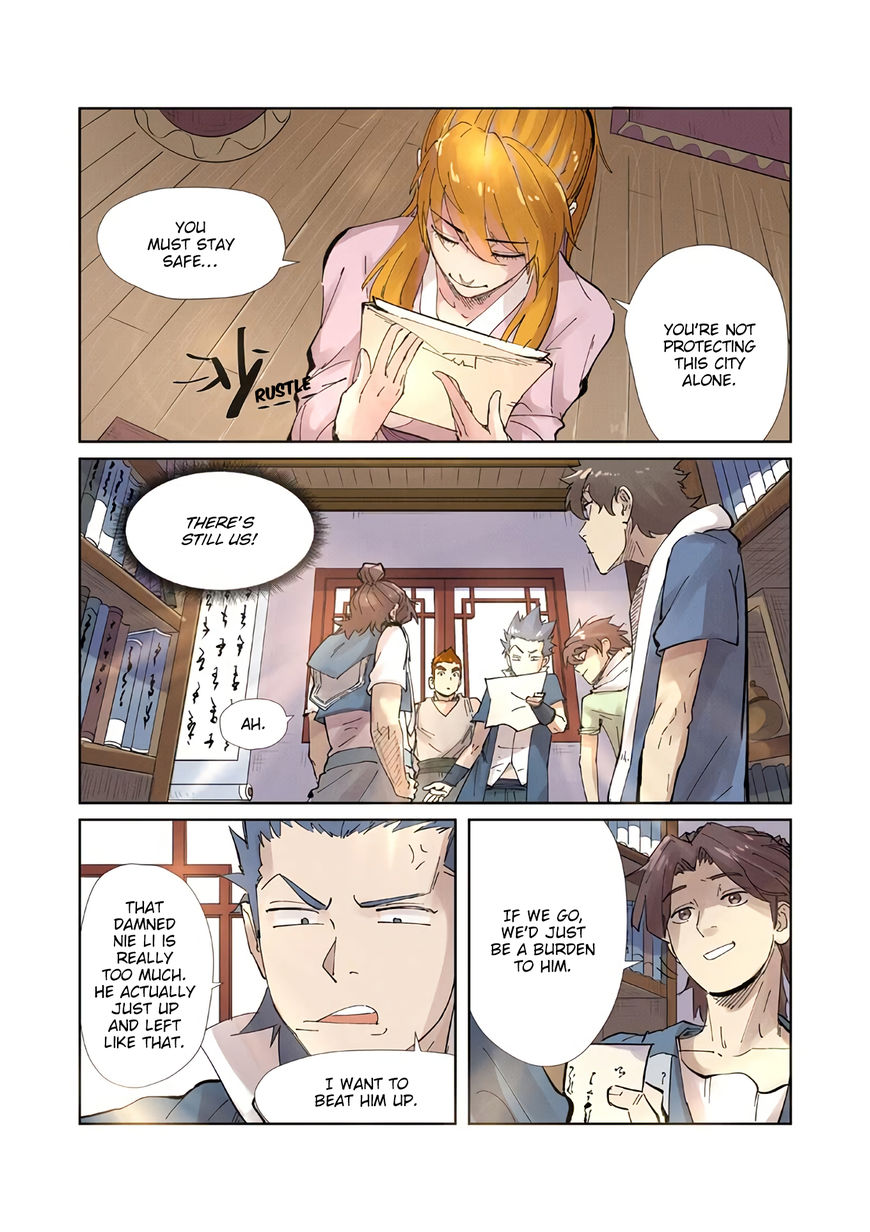 YOU
MUST STAY
SAFE...
YOU'RE NOT
PROTECTING
THIS CITY
ALONE.
RUSTLE
THERE'S
STILL US!
AH.
THAT
DAMNED
NIE LI IS
REALLY
TOO MUCH.
HE ACTUALLY
JUST UP
AND LEFT
LIKE THAT.
I WANT TO
BEAT HIM UP.
IF WE GO,
WE'D JUST
BE A BURDEN
TO HIM.